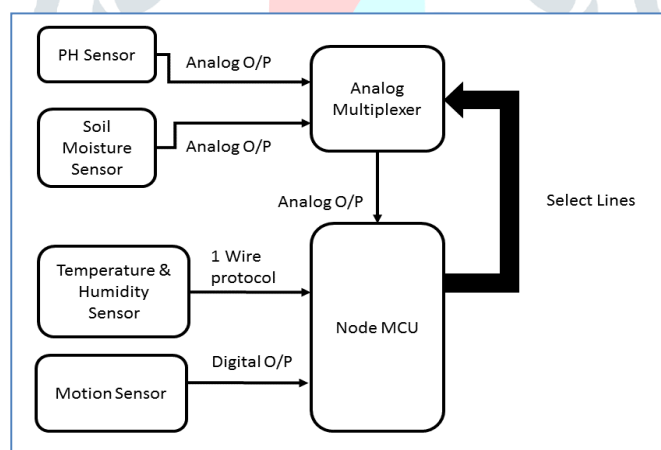 PH Sensor
Analog O/P
Analog
Multiplexer
Soil
Moisture
Sensor
Analog O/P
Analog O/P
Select Lines
Temperature &
Humidity
Sensor
1 Wire
protocol
Node MCU
Digital O/P
Motion Sensor